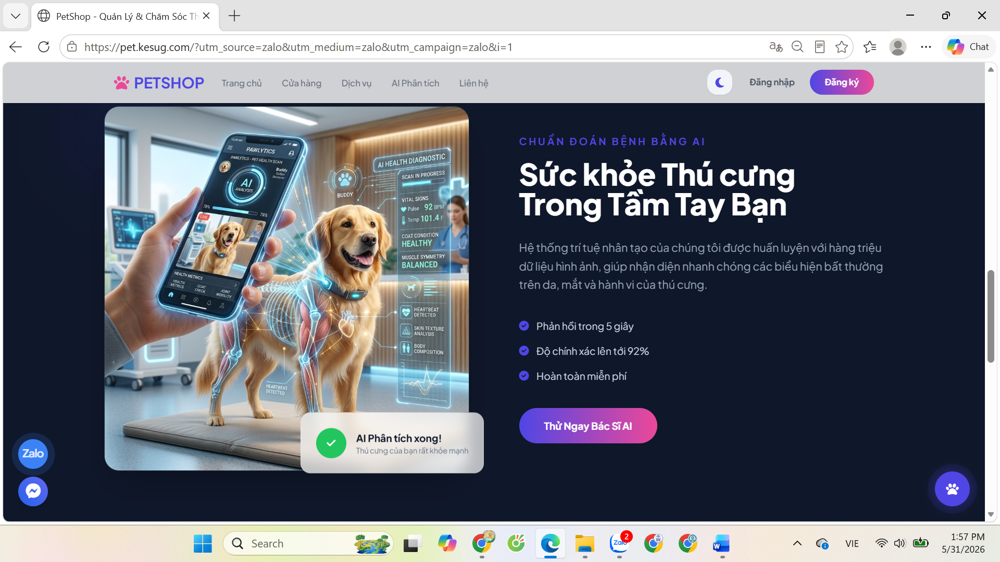 PetShop - Quản Lý & Chăm Sóc Th
https://pet.kesug.com/?utm_source=zalo&utm_medium=zalo&utm_campaign=zalo&i=1
Chat
PETSHOP
Trang chủ
Cửa hàng
Dịch vụ
AI Phân tích
Liên hệ
Đăng nhập
Đăng ký
10:30 AM
PAWLYTICS
PAWLYTICS - PET HEALTH SCAN
Buddy
Golden
Retriever
AI
ANALYSIS
78%
78%
LIVE
HEALTH METRICS
HEALTH
METRICS
COAT
CHECK
JOINT
MOBILITY
BUDDY
AI HEALTH DIAGNOSTIC
SCAN IN PROGRESS
VITAL SIGNS
Pulse 92 BPM
Temp 101.4 F
COAT CONDITION
HEALTHY
MUSCLE SYMMETRY
BALANCED
HEARTBEAT
DETECTED
SKIN TEXTURE
ANALYSIS
BODY
COMPOSITION
HEARTBEAT
DETECTED
AI Phân tích xong!
Thú cưng của bạn rất khỏe mạnh
CHUẨN ĐOÁN BỆNH BẰNG AI
Sức khỏe Thú cưng
Trong Tầm Tay Bạn
Hệ thống trí tuệ nhân tạo của chúng tôi được huấn luyện với hàng triệu
dữ liệu hình ảnh, giúp nhận diện nhanh chóng các biểu hiện bất thường
trên da, mắt và hành vi của thú cưng.
Phản hồi trong 5 giây
Độ chính xác lên tới 92%
Hoàn toàn miễn phí
Thử Ngay Bác Sĩ AI
Zalo
Search
Zalo
2
W
VIE
1:57 PM
5/31/2026